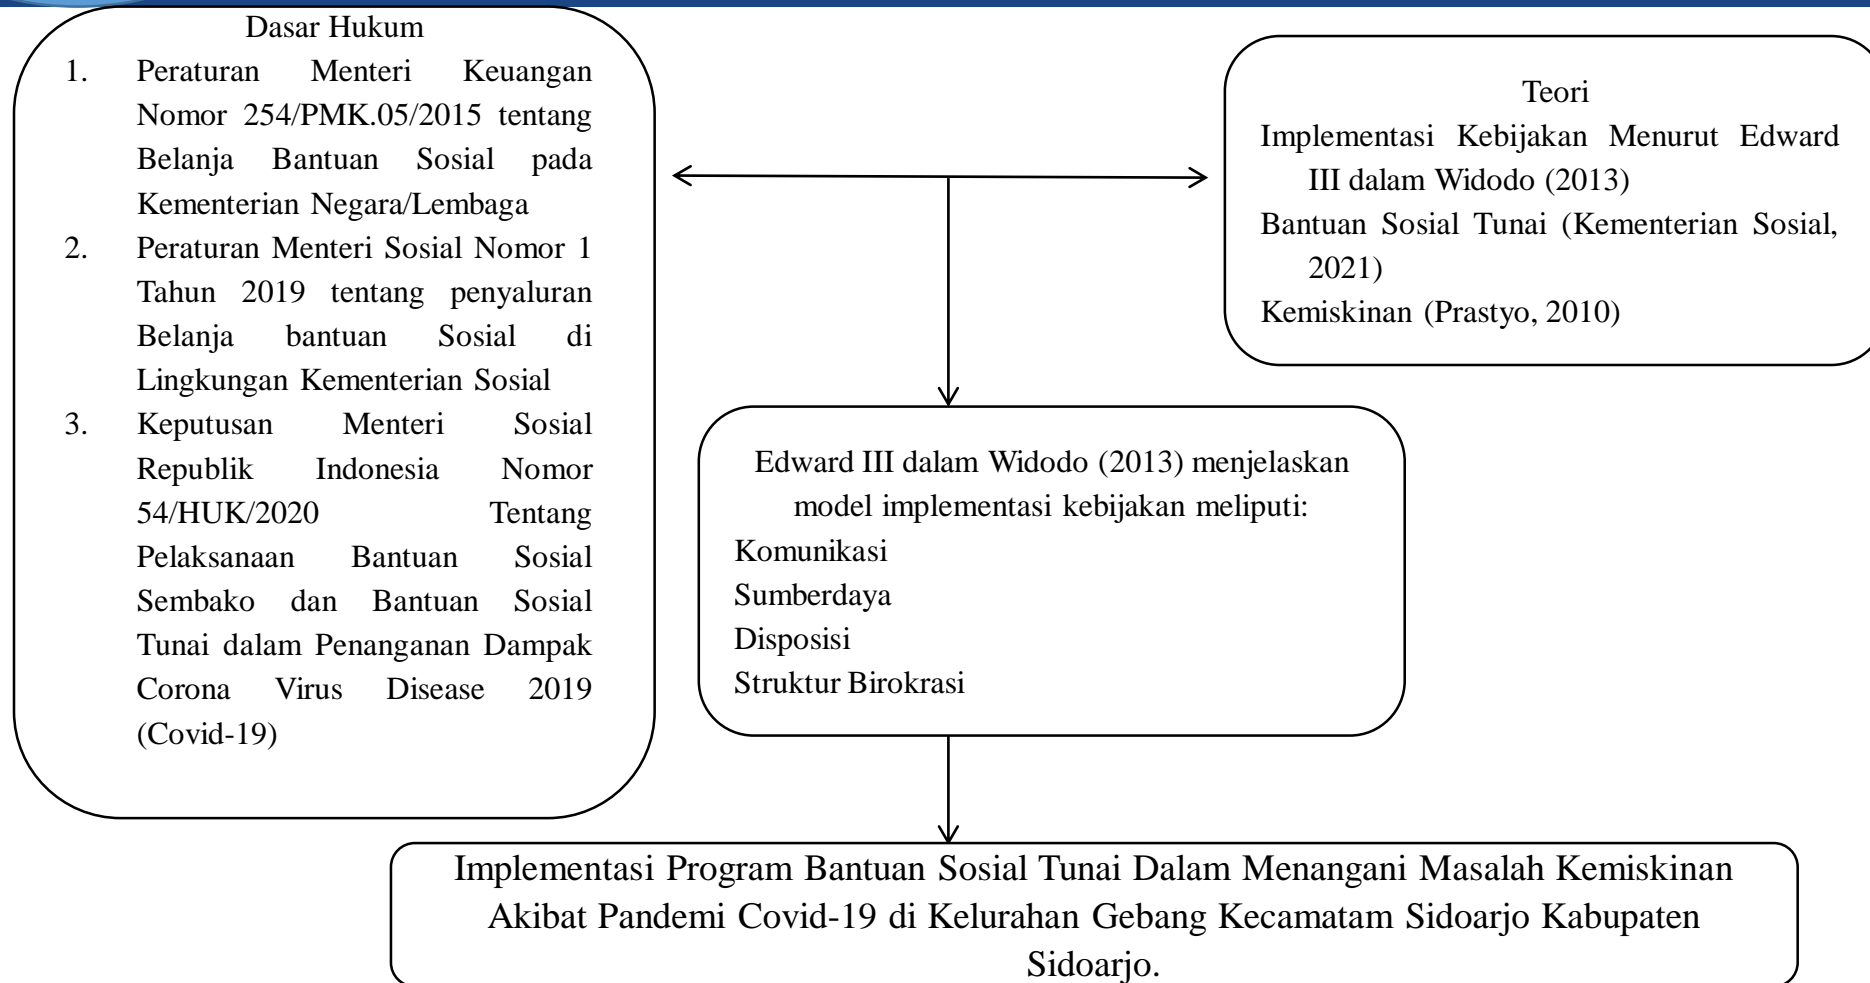 Dasar Hukum
1. Peraturan Menteri Keuangan
Nomor 254/PMK.05/2015 tentang
Belanja Bantuan Sosial pada
Kementerian Negara/Lembaga
2. Peraturan Menteri Sosial Nomor 1
Tahun 2019 tentang penyaluran
Belanja bantuan Sosial di
Lingkungan Kementerian Sosial
3. Keputusan Menteri Sosial
Republik Indonesia Nomor
54/HUK/2020 Tentang
Pelaksanaan Bantuan Sosial
Sembako dan Bantuan Sosial
Tunai dalam Penanganan Dampak
Corona Virus Disease 2019
(Covid-19)
Teori
Implementasi Kebijakan Menurut Edward
III dalam Widodo (2013)
Bantuan Sosial Tunai (Kementerian Sosial,
2021)
Kemiskinan (Prastyo, 2010)
Edward III dalam Widodo (2013) menjelaskan
model implementasi kebijakan meliputi:
Komunikasi
Sumberdaya
Disposisi
Struktur Birokrasi
Implementasi Program Bantuan Sosial Tunai Dalam Menangani Masalah Kemiskinan
Akibat Pandemi Covid-19 di Kelurahan Gebang Kecamatam Sidoarjo Kabupaten
Sidoarjo.